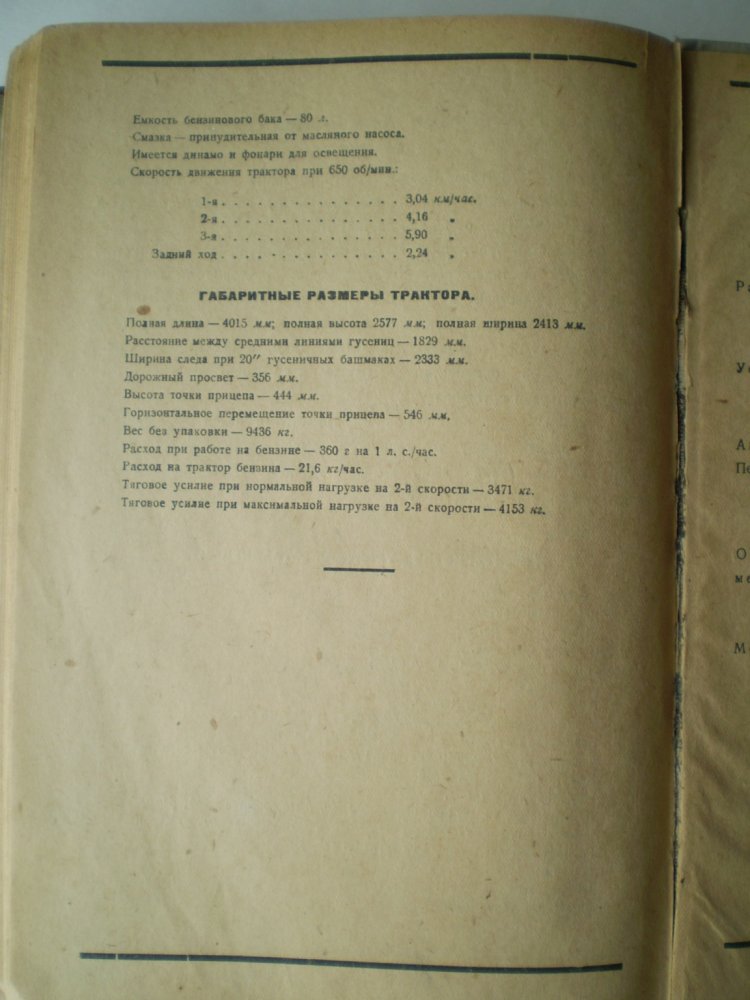 Емкость бензинового бака — 80 л.
Смазка — принудительная от масляного насоса.
Имеется динамо и фонари для освещения.
Скорость движения трактора при 650 об/мин.:
1-я . . . . . . . . . . . . . . . 3,04 км/час.
2-я . . . . . . . . . . . . . . . 4,16 „
3-я . . . . . . . . . . . . . . . 5,90 „
Задний ход . . . . . . . . . . . . . . . 2,24 „
ГАБАРИТНЫЕ РАЗМЕРЫ ТРАКТОРА.
Полная длина — 4015 мм; полная высота 2577 мм; полная ширина 2413 мм.
Расстояние между средними линиями гусениц — 1829 мм.
Ширина следа при 20" гусеничных башмаках — 2333 мм.
Дорожный просвет — 356 мм.
Высота точки прицепа — 444 мм.
Горизонтальное перемещение точки прицепа — 546 мм.
Вес без упаковки — 9436 кг.
Расход при работе на бензине — 360 г на 1 л. с./час.
Расход на трактор бензина — 21,6 кг/час.
Тяговое усилие при нормальной нагрузке на 2-й скорости — 3471 кг.
Тяговое усилие при максимальной нагрузке на 2-й скорости — 4153 кг.